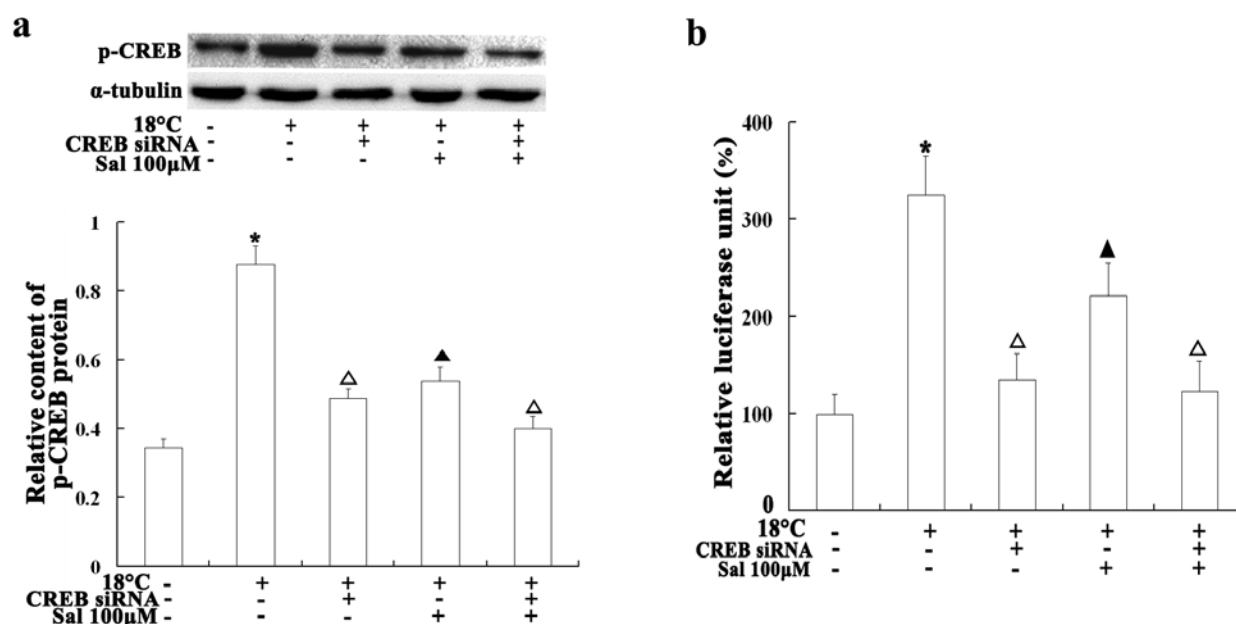 a
p-CREB
α-tubulin
18°C - + + + +
CREB siRNA - - + - +
Sal 100μM - - - + +
Relative content of
p-CREB protein
1
0.8
0.6
0.4
0.2
0
*
△
▲
△
18°C - + + + +
CREB siRNA - - + - +
Sal 100μM - - - + +
b
Relative luciferase unit (%)
400
300
200
100
0
*
△
▲
△
18°C - + + + +
CREB siRNA - - + - +
Sal 100μM - - - + +